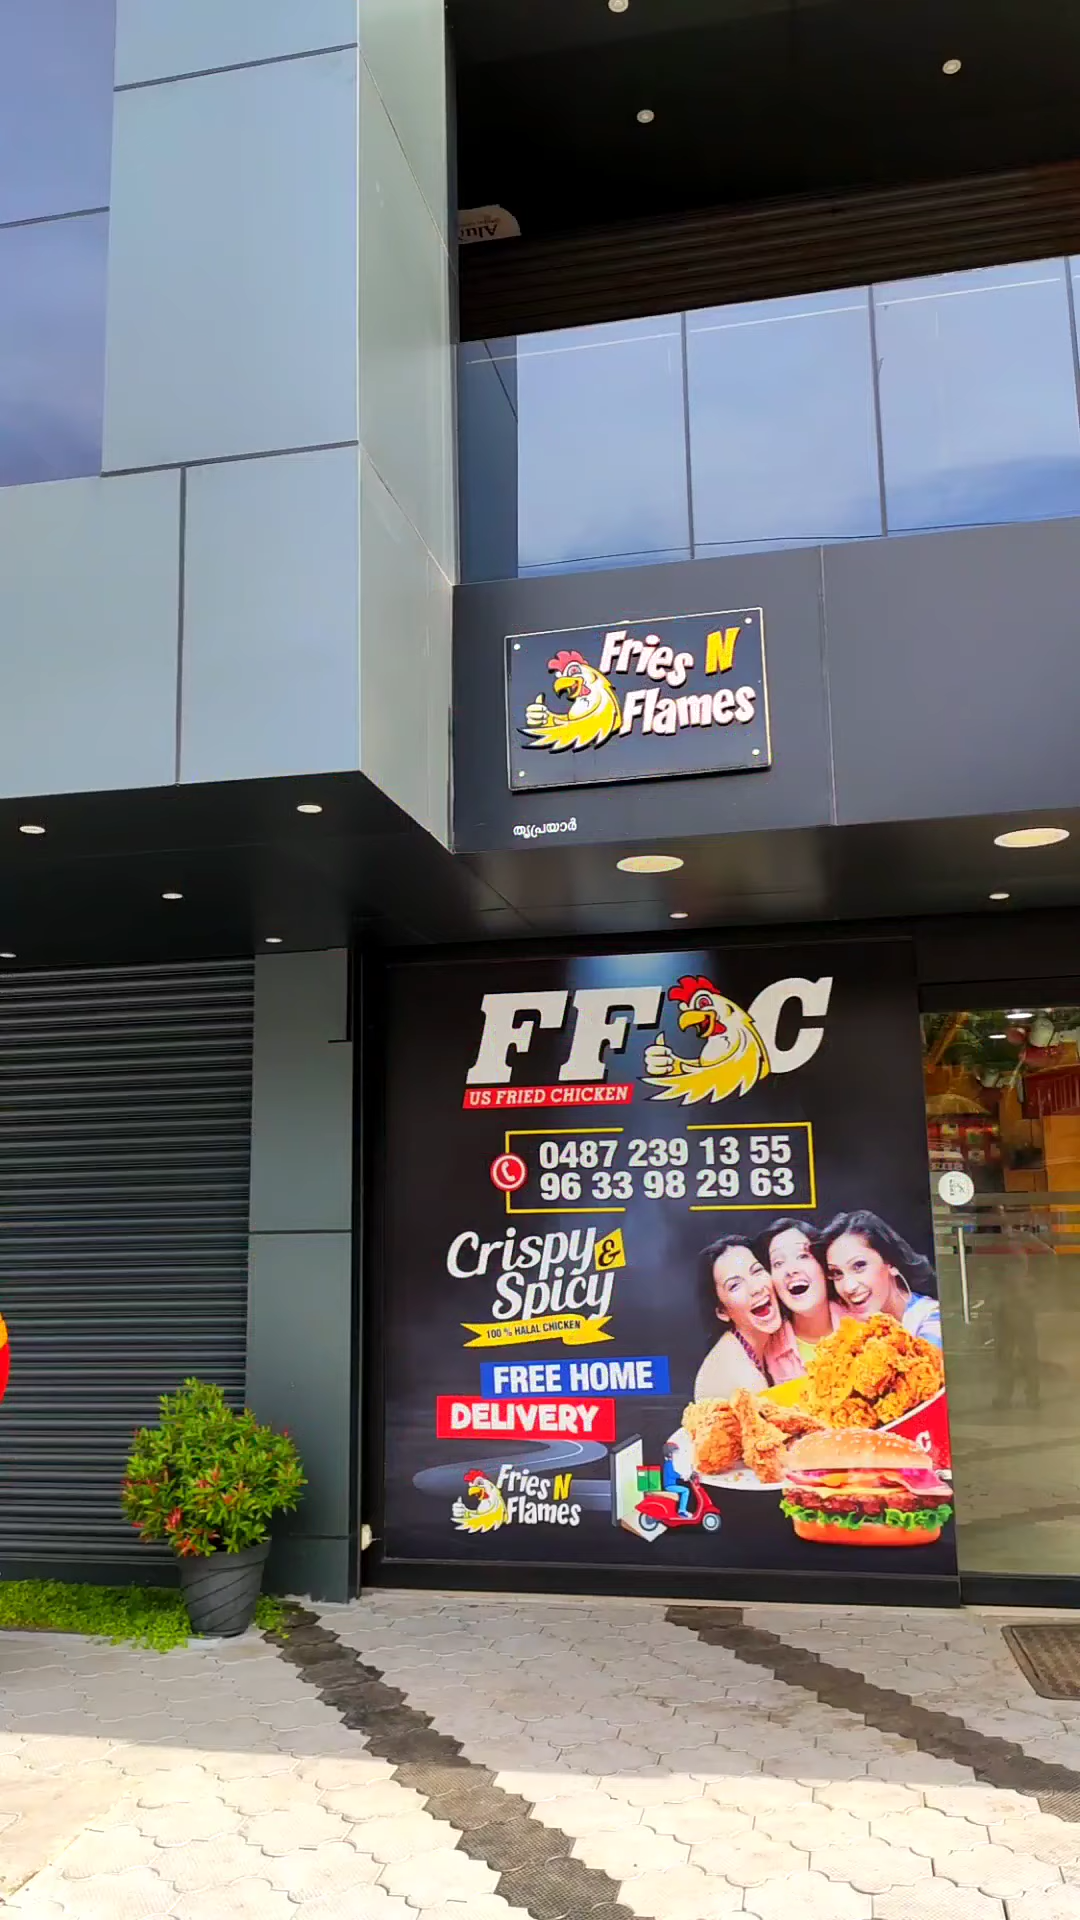 Fries N
Flames
തൃപ്രയാർ
FF C
US FRIED CHICKEN
0487 239 13 55
96 33 98 29 63
Crispy &
Spicy
100 % HALAL CHICKEN
FREE HOME
DELIVERY
Fries N
Flames